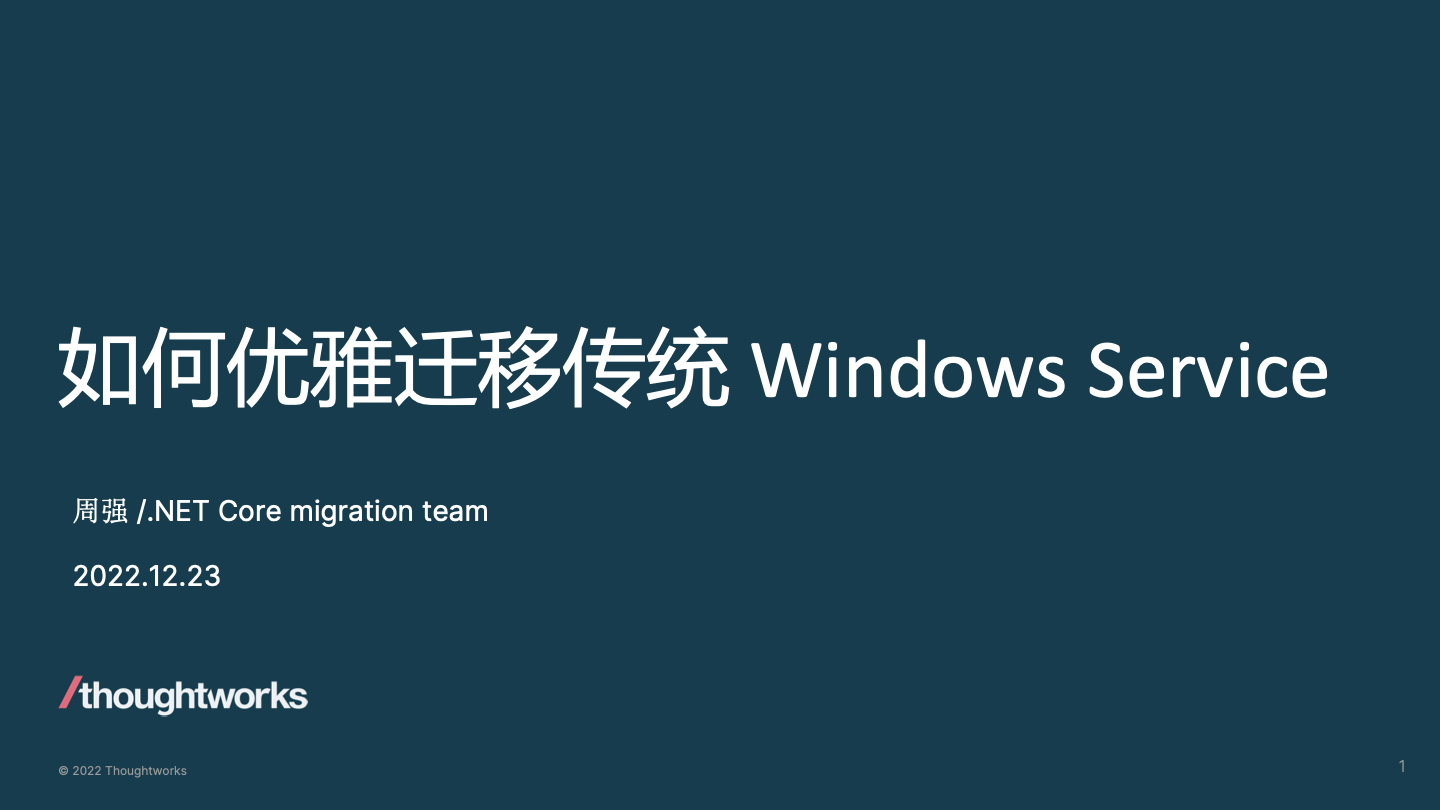 如何优雅迁移传统 Windows Service
周强 /.NET Core migration team
2022.12.23
/thoughtworks
© 2022 Thoughtworks
1